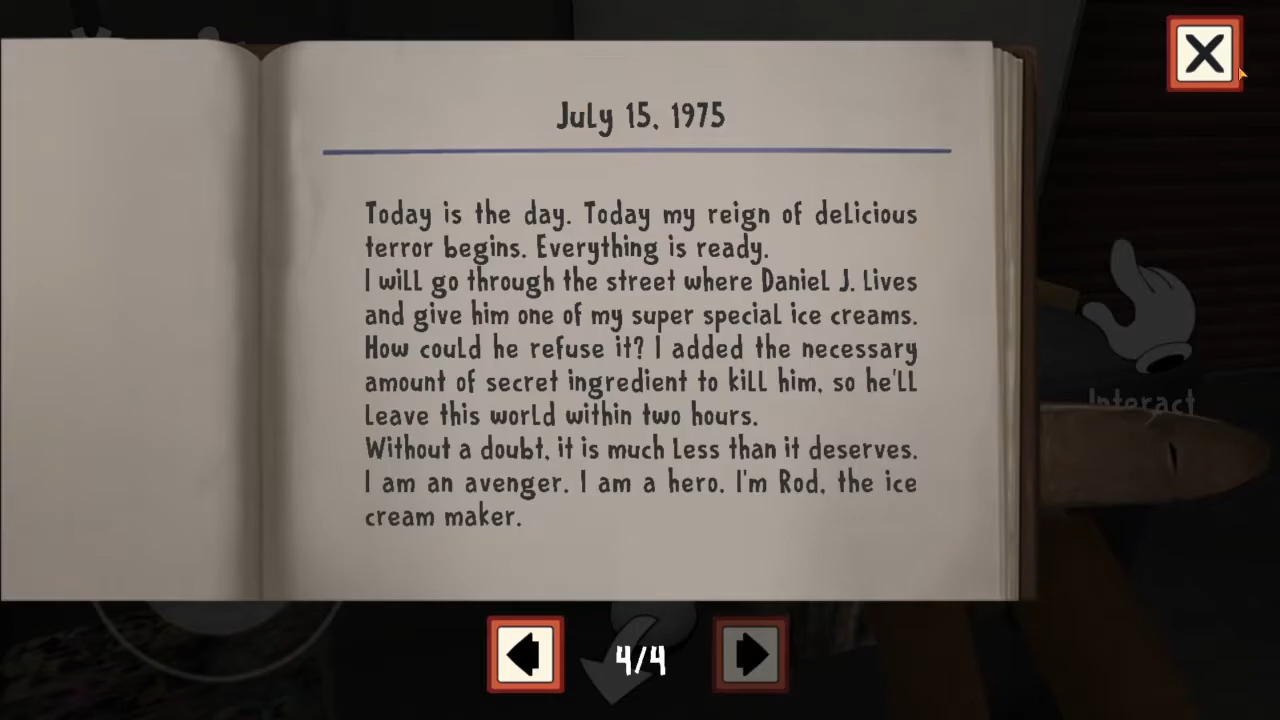 July 15, 1975
Today is the day. Today my reign of delicious
terror begins. Everything is ready.
I will go through the street where Daniel J. Lives
and give him one of my super special ice creams.
How could he refuse it? I added the necessary
amount of secret ingredient to kill him, so he'll
Leave this world within two hours.
Without a doubt, it is much Less than it deserves.
I am an avenger. I am a hero. I'm Rod, the ice
cream maker.
Interact
4/4